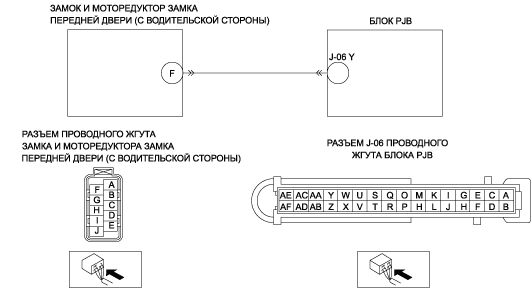 ЗАМОК И МОТОРЕДУКТОР ЗАМКА
ПЕРЕДНЕЙ ДВЕРИ (С ВОДИТЕЛЬСКОЙ СТОРОНЫ)
БЛОК PJB
F
J-06 Y
РАЗЪЕМ ПРОВОДНОГО ЖГУТА
ЗАМКА И МОТОРЕДУКТОРА ЗАМКА
ПЕРЕДНЕЙ ДВЕРИ (С ВОДИТЕЛЬСКОЙ СТОРОНЫ)
РАЗЪЕМ J-06 ПРОВОДНОГО
ЖГУТА БЛОКА PJB
A
F
B
G
C
H
D
I
E
J
AE AC AA Y W U S Q O M K I G E C A
AF AD AB Z X V T R P H L J H F D B